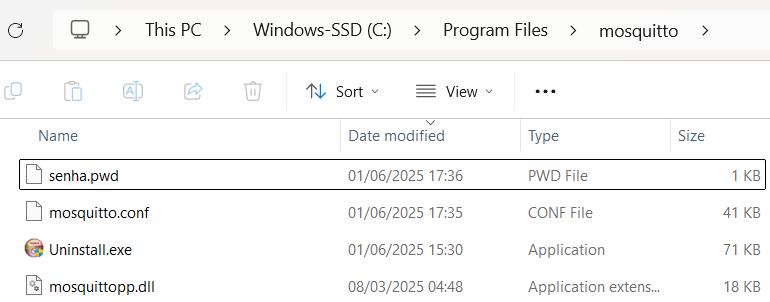 This PC > Windows-SSD (C:) > Program Files > mosquitto >
Sort View
Name Date modified Type Size
senha.pwd 01/06/2025 17:36 PWD File 1 KB
mosquitto.conf 01/06/2025 17:35 CONF File 41 KB
Uninstall.exe 01/06/2025 15:30 Application 71 KB
mosquittopp.dll 08/03/2025 04:48 Application extens... 18 KB